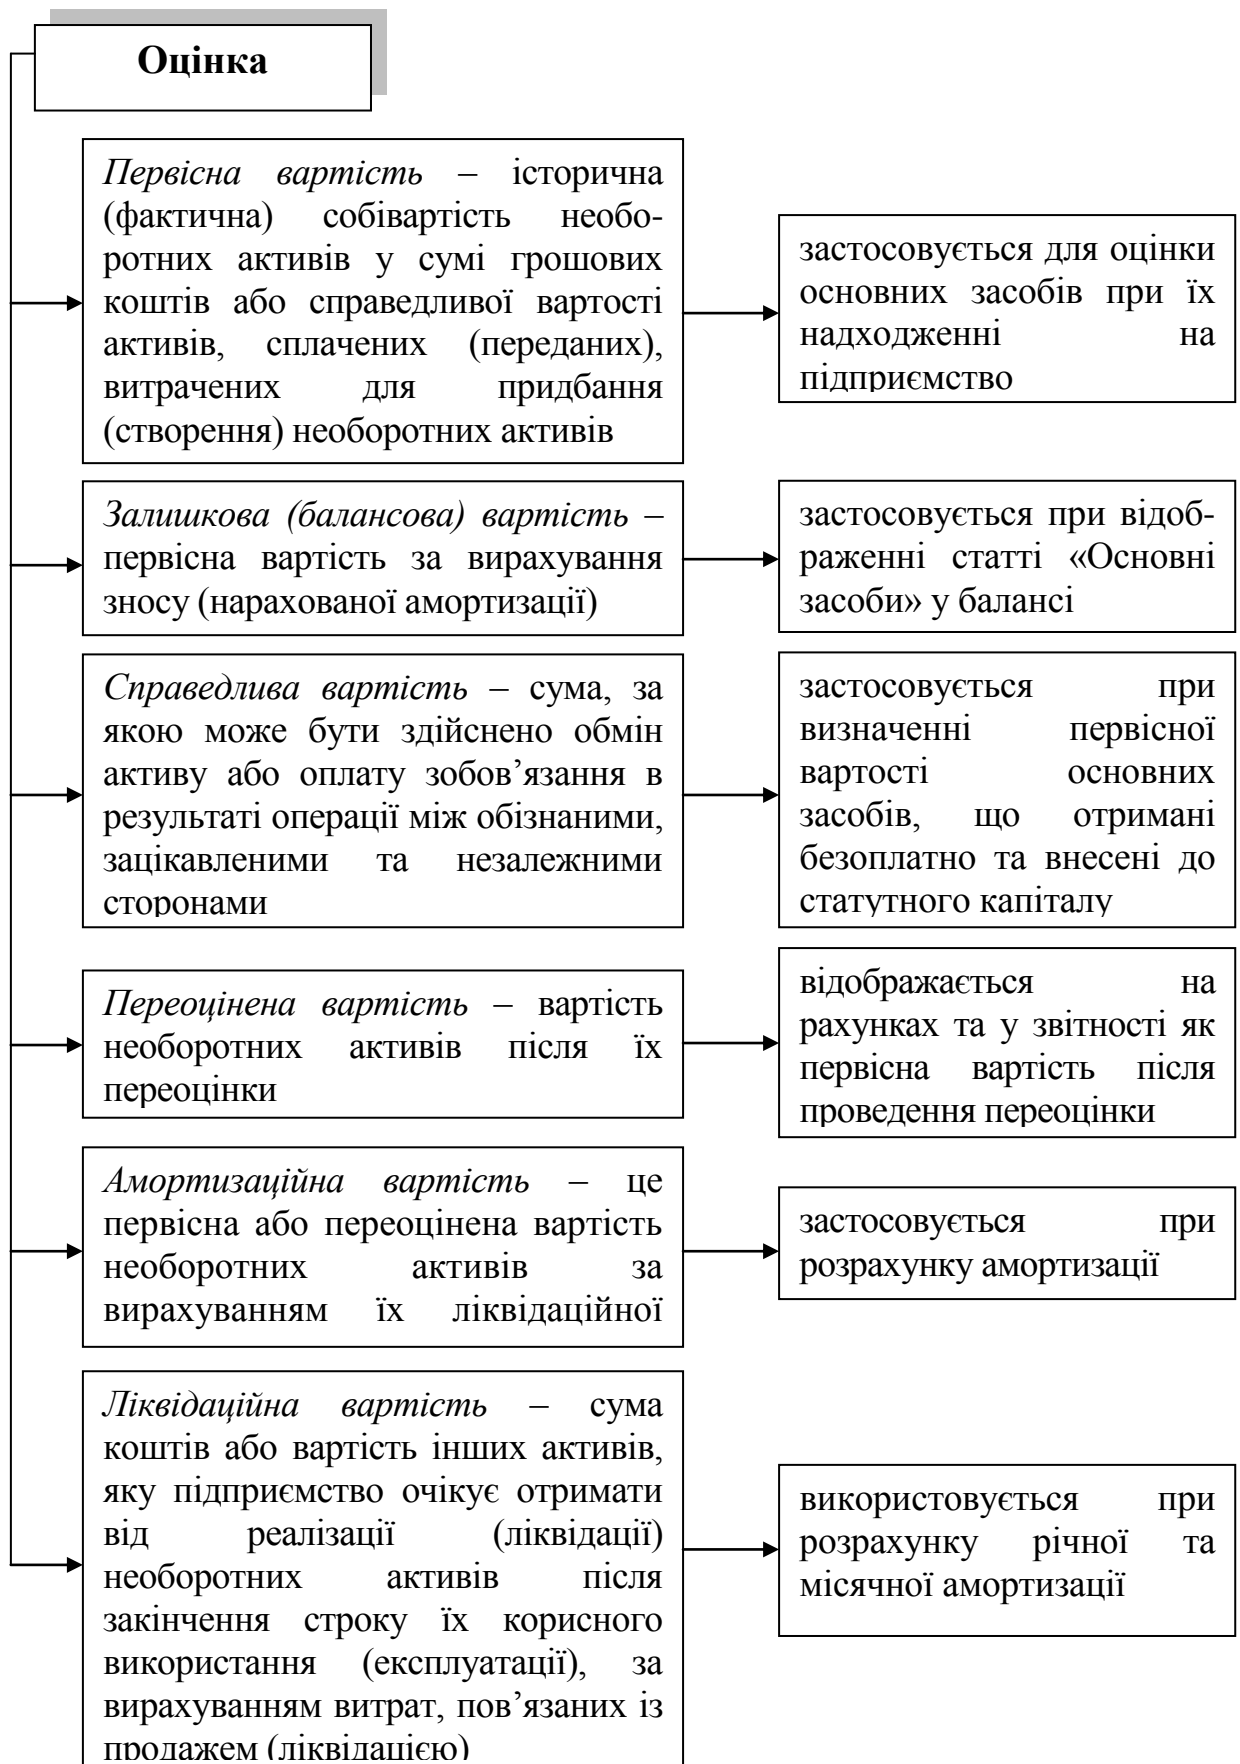 Оцінка
Первісна вартість – історична
(фактична) собівартість необо-
ротних активів у сумі грошових
коштів або справедливої вартості
активів, сплачених (переданих),
витрачених для придбання
(створення) необоротних активів
застосовується для оцінки
основних засобів при їх
надходженні на
підприємство
Залишкова (балансова) вартість –
первісна вартість за вирахування
зносу (нарахованої амортизації)
застосовується при відоб-
раженні статті «Основні
засоби» у балансі
Справедлива вартість – сума, за
якою може бути здійснено обмін
активу або оплату зобов’язання в
результаті операції між обізнаними,
зацікавленими та незалежними
сторонами
застосовується при
визначенні первісної
вартості основних
засобів, що отримані
безоплатно та внесені до
статутного капіталу
Переоцінена вартість – вартість
необоротних активів після їх
переоцінки
відображається на
рахунках та у звітності як
первісна вартість після
проведення переоцінки
Амортизаційна вартість – це
первісна або переоцінена вартість
необоротних активів за
вирахуванням їх ліквідаційної
застосовується при
розрахунку амортизації
Ліквідаційна вартість – сума
коштів або вартість інших активів,
яку підприємство очікує отримати
від реалізації (ліквідації)
необоротних активів після
закінчення строку їх корисного
використання (експлуатації), за
вирахуванням витрат, пов’язаних із
продажем (ліквідацією)
використовується при
розрахунку річної та
місячної амортизації